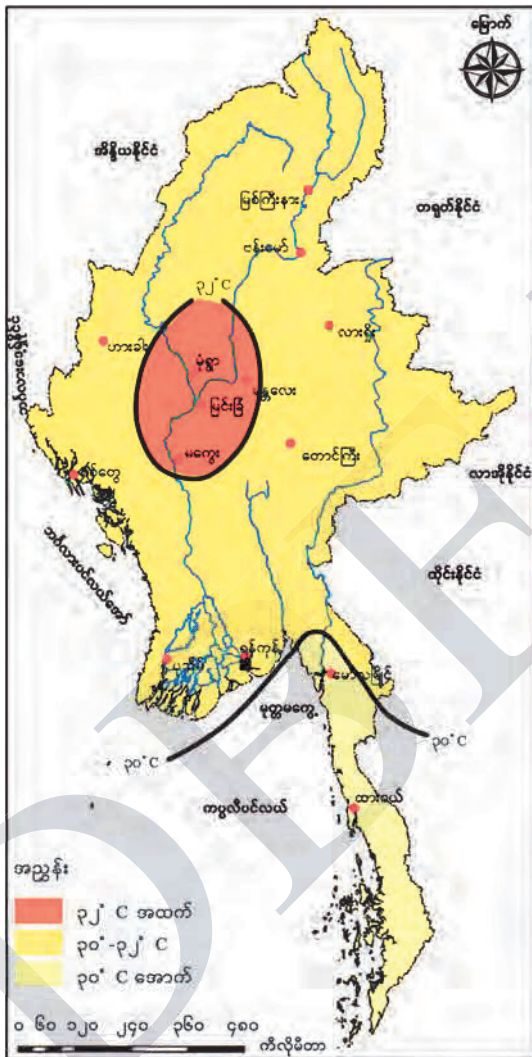 မြောက်
အိန္ဒိယနိုင်ငံ
တရုတ်နိုင်ငံ
မြစ်ကြီးနား
ဗန်းမော်
၃၂° C
ဘင်္ဂလားဒေ့ရှ်နိုင်ငံ
ဟားခါး
လားရှိုး
မုံရွာ
မန္တလေး
မြင်းခြံ
မကွေး
တောင်ကြီး
စစ်တွေ
လာအိုနိုင်ငံ
ဘင်္ဂလားပင်လယ်အော်
ထိုင်းနိုင်ငံ
ပုသိမ်
ရန်ကုန်
မော်လမြိုင်
မုတ္တမကွေ့
၃၀° C
၃၀° C
ကပ္ပလီပင်လယ်
ထားဝယ်
အညွှန်း
၃၂° C အထက်
၃၀°-၃၂° C
၃၀° C အောက်
၀ ၆၀ ၁၂၀ ၂၄၀ ၃၆၀ ၄၈၀
ကီလိုမီတာ